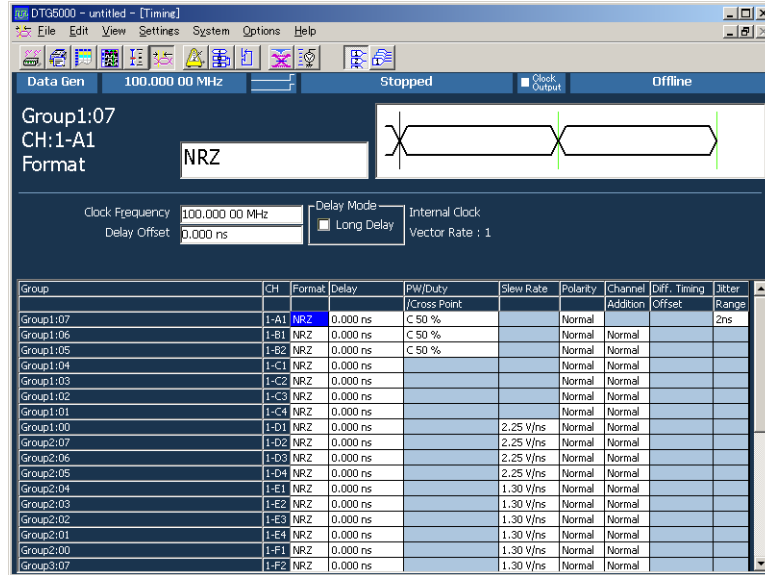 DTG5000 - untitled - [Timing]
File Edit View Settings System Options Help
Data Gen 100.000 00 MHz Stopped Clock Output Offline
Group1:07
CH:1-A1
Format NRZ
Clock Frequency 100.000 00 MHz Delay Mode Internal Clock
Delay Offset 0.000 ns Long Delay Vector Rate : 1
Group CH Format Delay PW/Duty Slew Rate Polarity Channel Diff. Timing Jitter
/Cross Point Addition Offset Range
Group1:07 1-A1 NRZ 0.000 ns C 50 % Normal 2ns
Group1:06 1-B1 NRZ 0.000 ns C 50 % Normal Normal
Group1:05 1-B2 NRZ 0.000 ns C 50 % Normal Normal
Group1:04 1-C1 NRZ 0.000 ns Normal Normal
Group1:03 1-C2 NRZ 0.000 ns Normal Normal
Group1:02 1-C3 NRZ 0.000 ns Normal Normal
Group1:01 1-C4 NRZ 0.000 ns Normal Normal
Group1:00 1-D1 NRZ 0.000 ns 2.25 V/ns Normal Normal
Group2:07 1-D2 NRZ 0.000 ns 2.25 V/ns Normal Normal
Group2:06 1-D3 NRZ 0.000 ns 2.25 V/ns Normal Normal
Group2:05 1-D4 NRZ 0.000 ns 2.25 V/ns Normal Normal
Group2:04 1-E1 NRZ 0.000 ns 1.30 V/ns Normal Normal
Group2:03 1-E2 NRZ 0.000 ns 1.30 V/ns Normal Normal
Group2:02 1-E3 NRZ 0.000 ns 1.30 V/ns Normal Normal
Group2:01 1-E4 NRZ 0.000 ns 1.30 V/ns Normal Normal
Group2:00 1-F1 NRZ 0.000 ns 1.30 V/ns Normal Normal
Group3:07 1-F2 NRZ 0.000 ns 1.30 V/ns Normal Normal